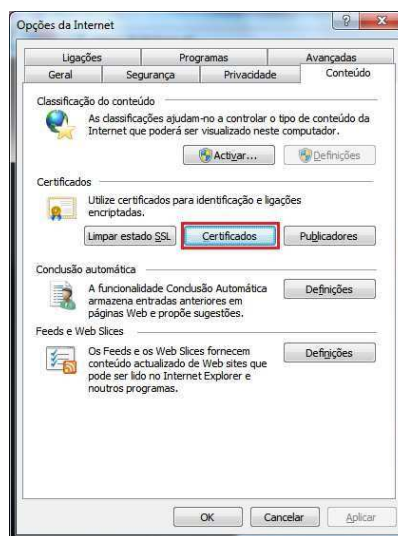 Opções da Internet
Ligações Programas Avançadas
Geral Segurança Privacidade Conteúdo
Classificação do conteúdo
As classificações ajudam-no a controlar o tipo de conteúdo da
Internet que poderá ser visualizado neste computador.
Activar... Definições
Certificados
Utilize certificados para identificação e ligações
encriptadas.
Limpar estado SSL Certificados Publicadores
Conclusão automática
A funcionalidade Conclusão Automática
armazena entradas anteriores em
páginas Web e propõe sugestões.
Definições
Feeds e Web Slices
Os Feeds e os Web Slices fornecem
conteúdo actualizado de Web sites que
pode ser lido no Internet Explorer e
noutros programas.
Definições
OK Cancelar Aplicar